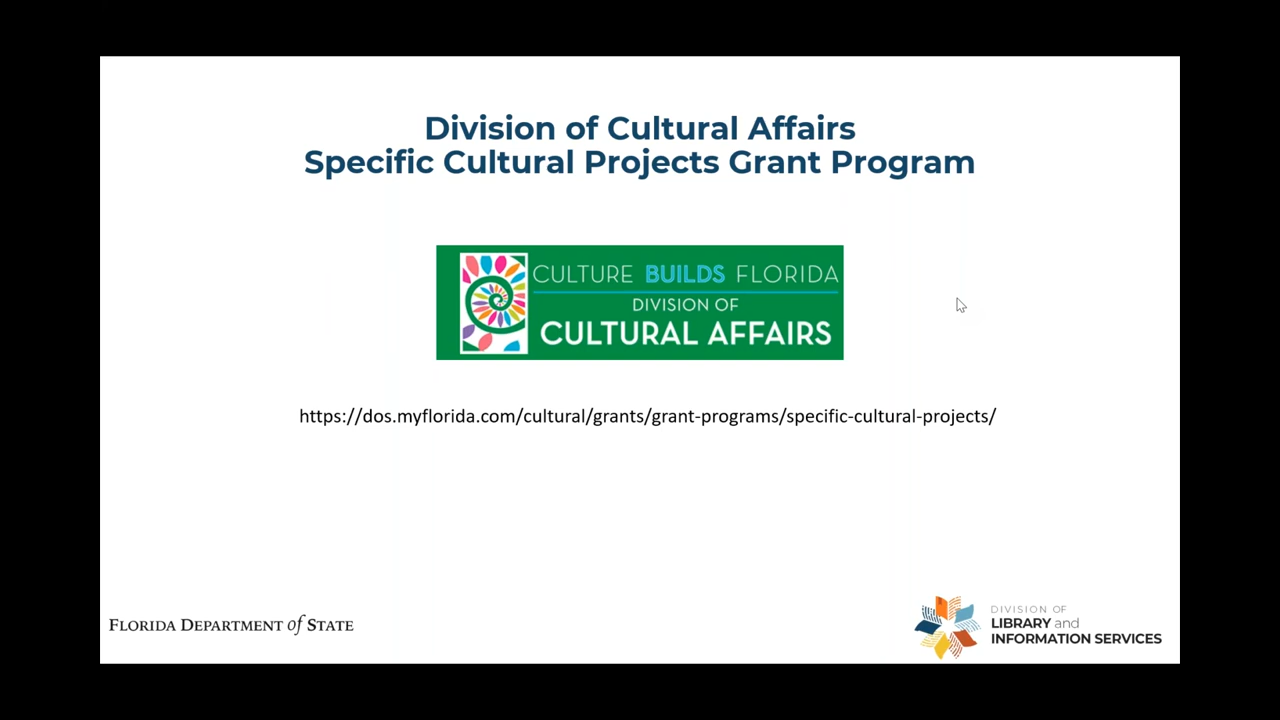 Division of Cultural Affairs
Specific Cultural Projects Grant Program
CULTURE BUILDS FLORIDA
DIVISION OF
CULTURAL AFFAIRS
https://dos.myflorida.com/cultural/grants/grant-programs/specific-cultural-projects/
FLORIDA DEPARTMENT of STATE
DIVISION OF
LIBRARY and
INFORMATION SERVICES